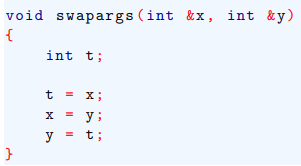 void swapargs(int &x, int &y)
{
    int t;

    t = x;
    x = y;
    y = t;
}